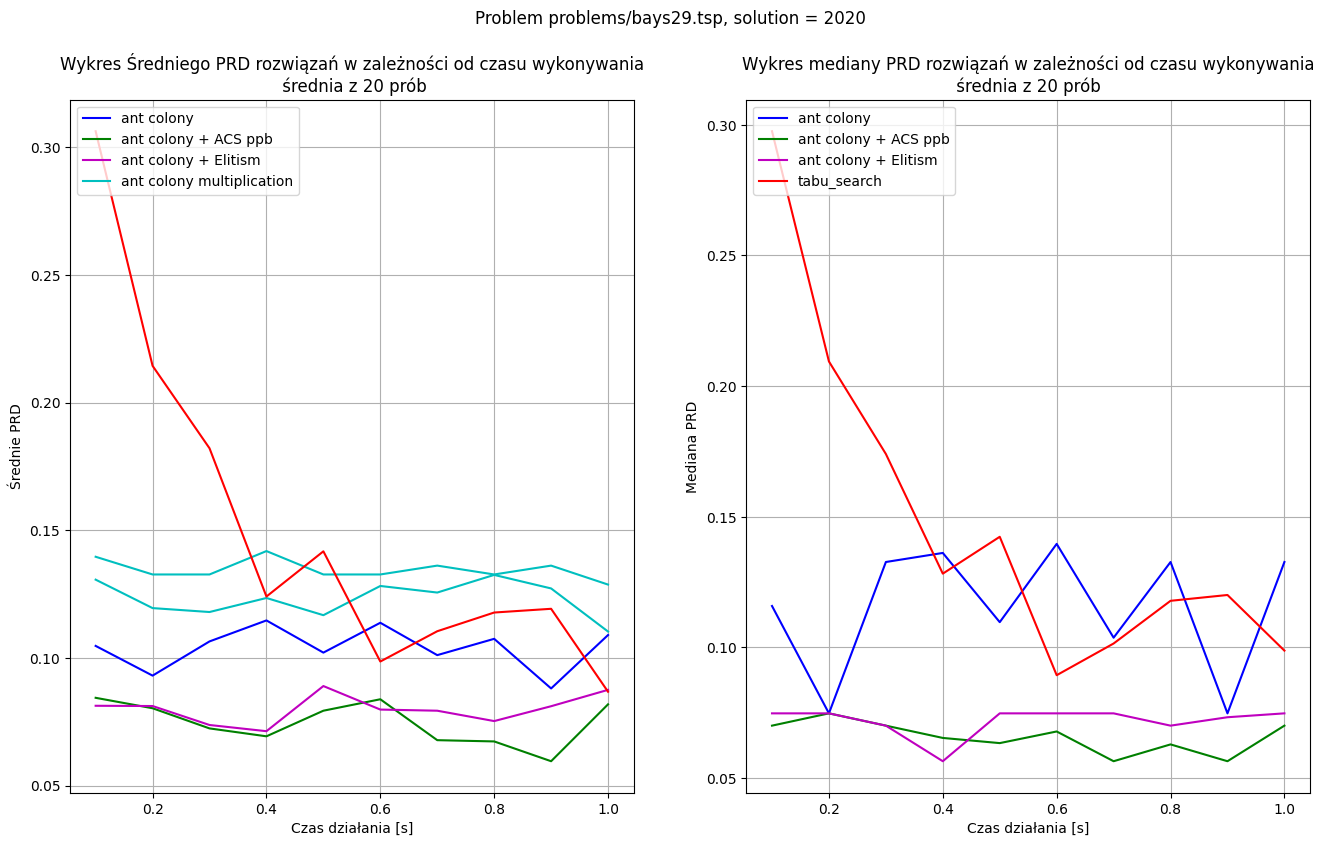 Problem problems/bays29.tsp, solution = 2020
Wykres Średniego PRD rozwiązań w zależności od czasu wykonywania
średnia z 20 prób
ant colony
ant colony + ACS ppb
ant colony + Elitism
ant colony multiplication
0.30
0.25
0.20
0.15
0.10
0.05
Średnie PRD
0.2
0.4
0.6
0.8
1.0
Czas działania [s]
Wykres mediany PRD rozwiązań w zależności od czasu wykonywania
średnia z 20 prób
ant colony
ant colony + ACS ppb
ant colony + Elitism
tabu_search
0.30
0.25
0.20
0.15
0.10
0.05
Mediana PRD
0.2
0.4
0.6
0.8
1.0
Czas działania [s]